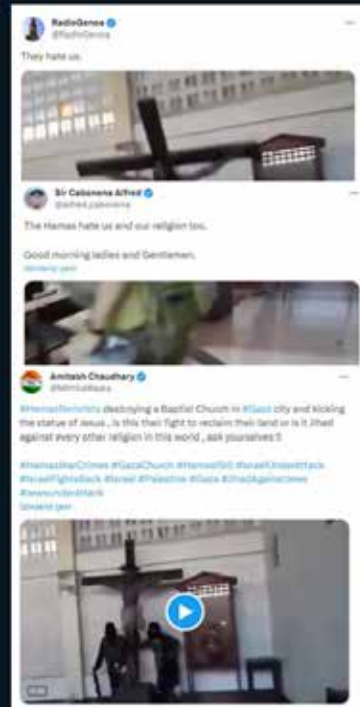 RadioGenoa
@RadioGenoa
They hate us.
Sir Cabonena Alfred
@alfred_cabonena
The Hamas hate us and our religion too.
Good morning ladies and Gentlemen.
Amitabh Chaudhary
#HamasTerrorists destroying a Baptist Church in #Gaza city and kicking
the statue of Jesus , is this their fight to reclaim their land or is it Jihad
against every other religion in this world , ask yourselves !!
#HamasWarCrimes #GazaChurch #HamasISIS #IsraelUnderAttack
#IsraelFightsBack #Israel #Palestine #Gaza